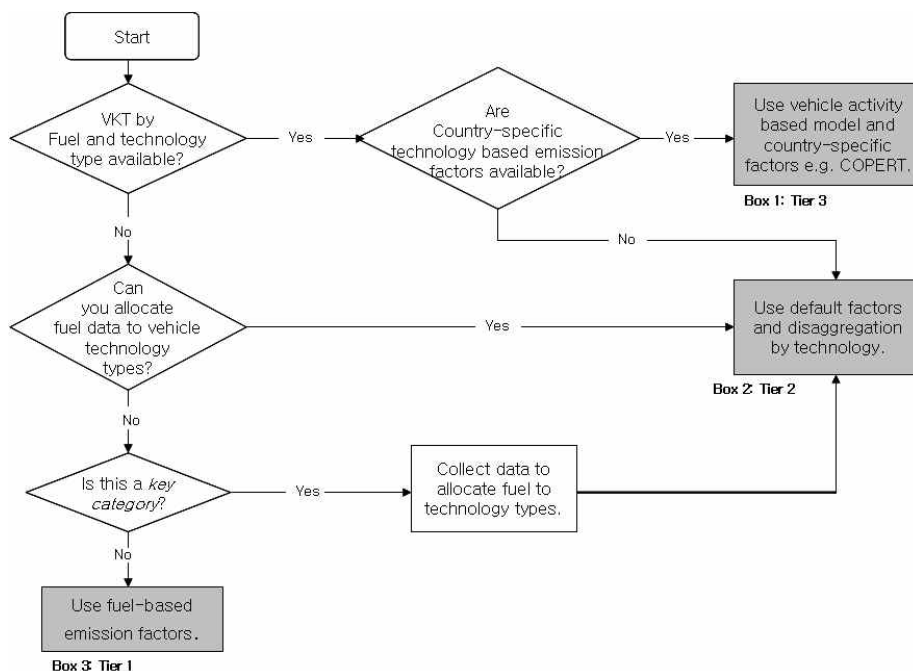 Start
VKT by
Fuel and technology
type available?
Yes
Are
Country-specific
technology based emission
factors available?
Yes
Use vehicle activity
based model and
country-specific
factors e.g. COPERT.
Box 1: Tier 3
No
No
Can
you allocate
fuel data to vehicle
technology
types?
Yes
Use default factors
and disaggregation
by technology.
Box 2: Tier 2
No
Is this a key
category?
Yes
Collect data to
allocate fuel to
technology types.
No
Use fuel-based
emission factors.
Box 3: Tier 1